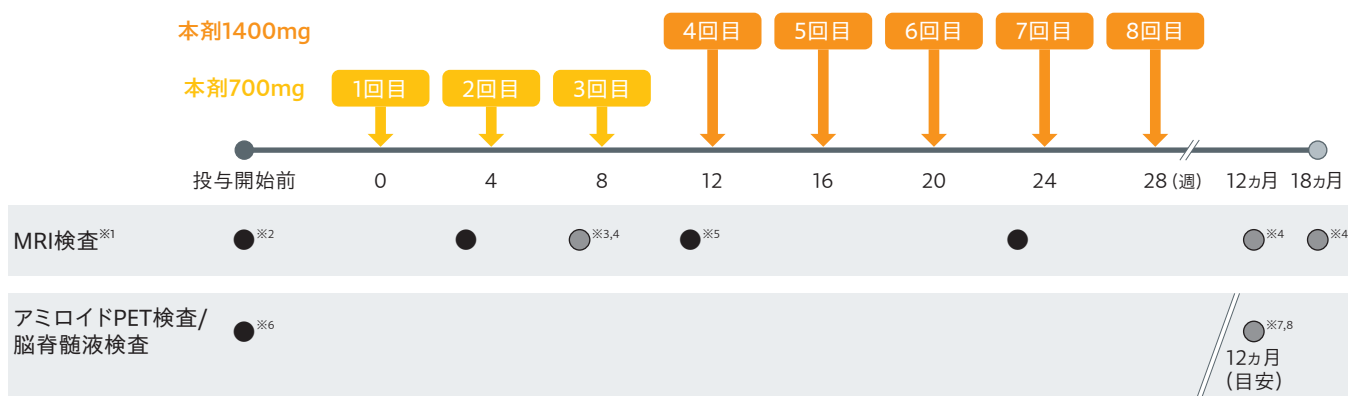 本剤1400mg
4回目 5回目 6回目 7回目 8回目
本剤700mg
1回目 2回目 3回目
投与開始前 0 4 8 12 16 20 24 28(週) 12ヵ月 18ヵ月
MRI検査※1 ※2 ※3,4 ※5 ※4 ※4
アミロイドPET検査/
脳脊髄液検査
※6 ※7,8
12ヵ月
(目安)